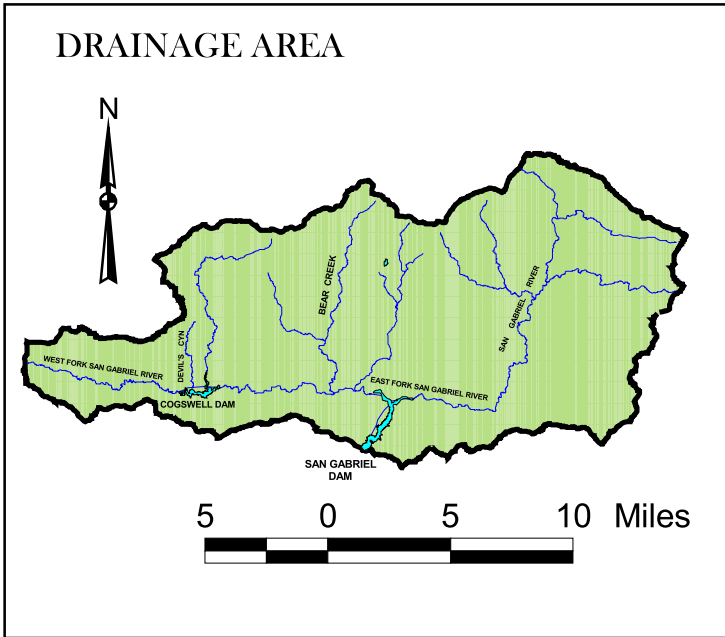 DRAINAGE AREA
N
BEAR CREEK
SAN GABRIEL RIVER
DEVIL'S CYN
WEST FORK SAN GABRIEL RIVER
EAST FORK SAN GABRIEL RIVER
COGSWELL DAM
SAN GABRIEL
DAM
5 0 5 10 Miles